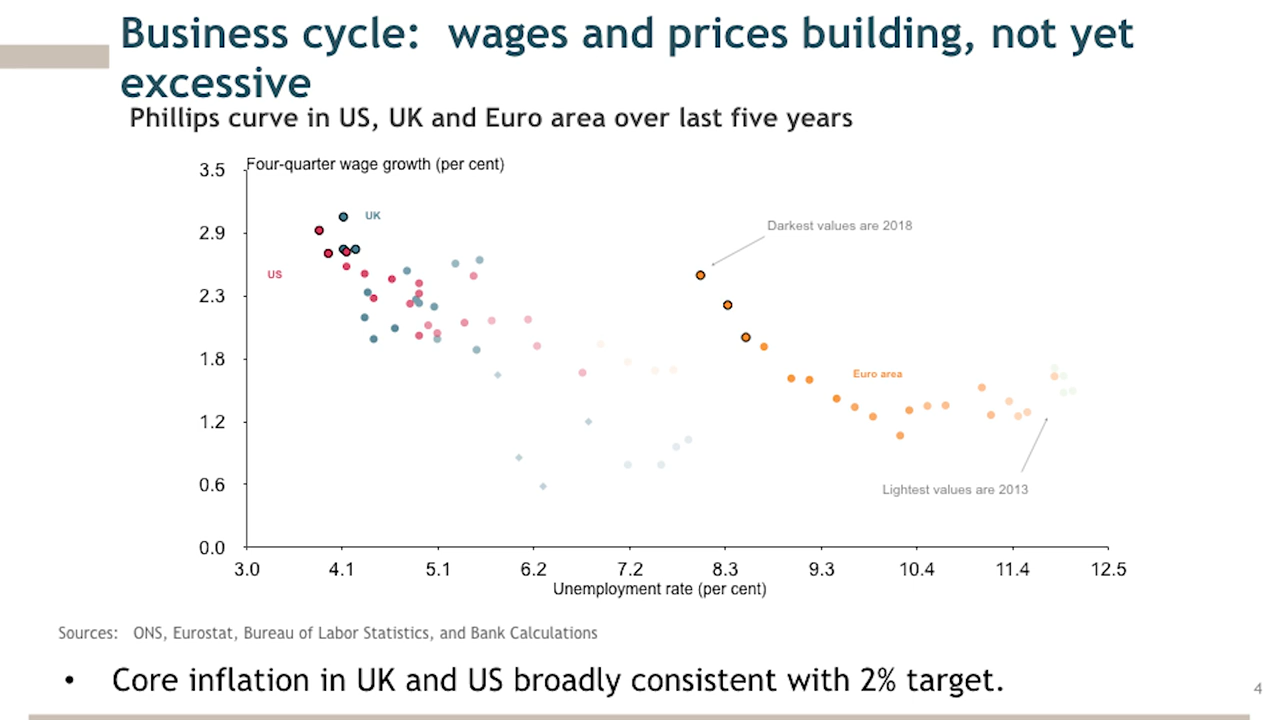 Business cycle:  wages and prices building, not yet
excessive
Phillips curve in US, UK and Euro area over last five years
Four-quarter wage growth (per cent)
3.5
UK
Darkest values are 2018
2.9
US
2.3
1.8
Euro area
1.2
Lightest values are 2013
0.6
0.0
3.0 4.1 5.1 6.2 7.2 8.3 9.3 10.4 11.4 12.5
Unemployment rate (per cent)
Sources: ONS, Eurostat, Bureau of Labor Statistics, and Bank Calculations
• Core inflation in UK and US broadly consistent with 2% target.
4